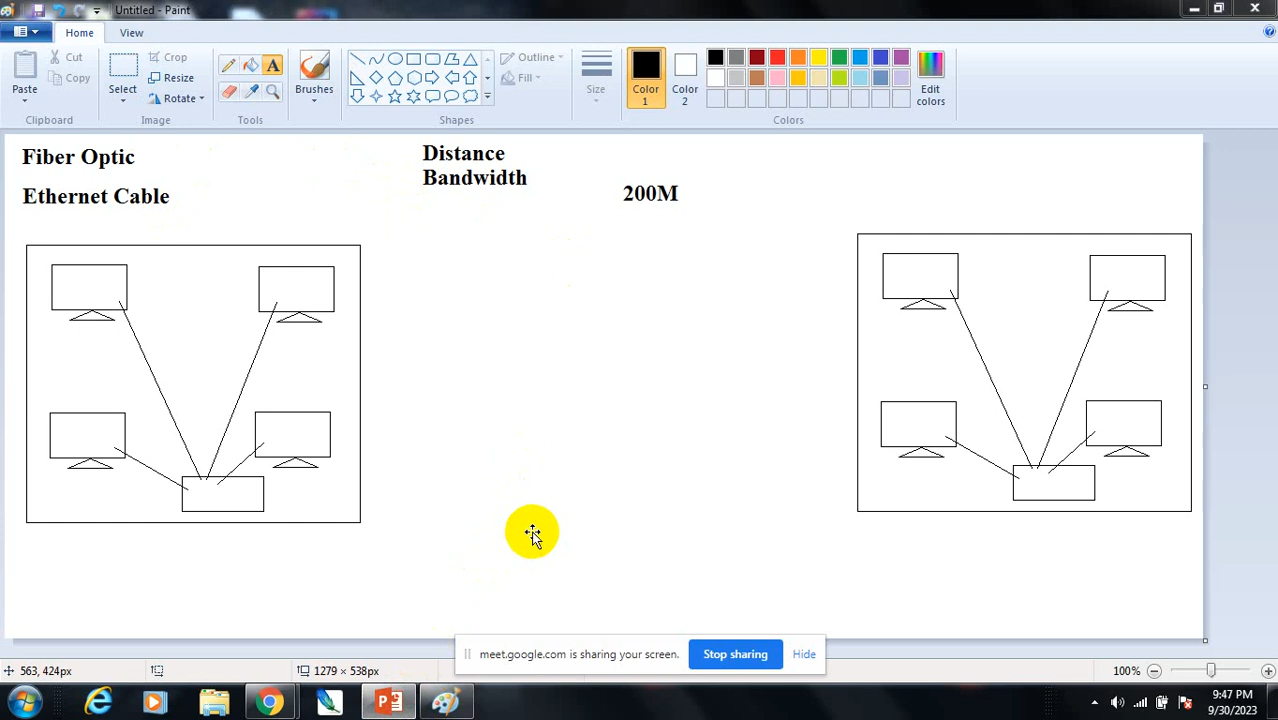 Untitled - Paint
Home
View
Paste
Cut
Copy
Clipboard
Select
Crop
Resize
Rotate
Image
A
Tools
Brushes
Shapes
Outline
Fill
Size
Color 1
Color 2
Edit colors
Colors
Fiber Optic
Ethernet Cable
Distance
Bandwidth
200M
meet.google.com is sharing your screen.
Stop sharing
Hide
563, 424px
1279 × 538px
100%
9:47 PM
9/30/2023